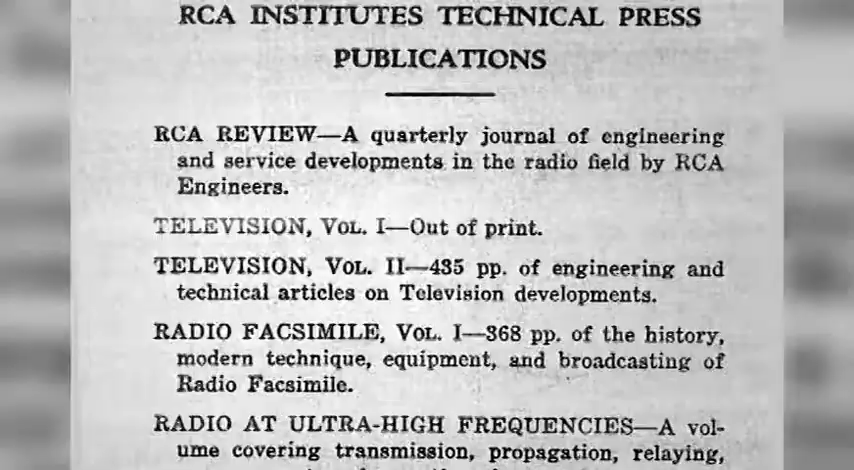 RCA INSTITUTES TECHNICAL PRESS
PUBLICATIONS
RCA REVIEW—A quarterly journal of engineering
and service developments in the radio field by RCA
Engineers.
TELEVISION, VOL. I—Out of print.
TELEVISION, VOL. II—435 pp. of engineering and
technical articles on Television developments.
RADIO FACSIMILE, VOL. I—368 pp. of the history,
modern technique, equipment, and broadcasting of
Radio Facsimile.
RADIO AT ULTRA-HIGH FREQUENCIES—A vol-
ume covering transmission, propagation, relaying,